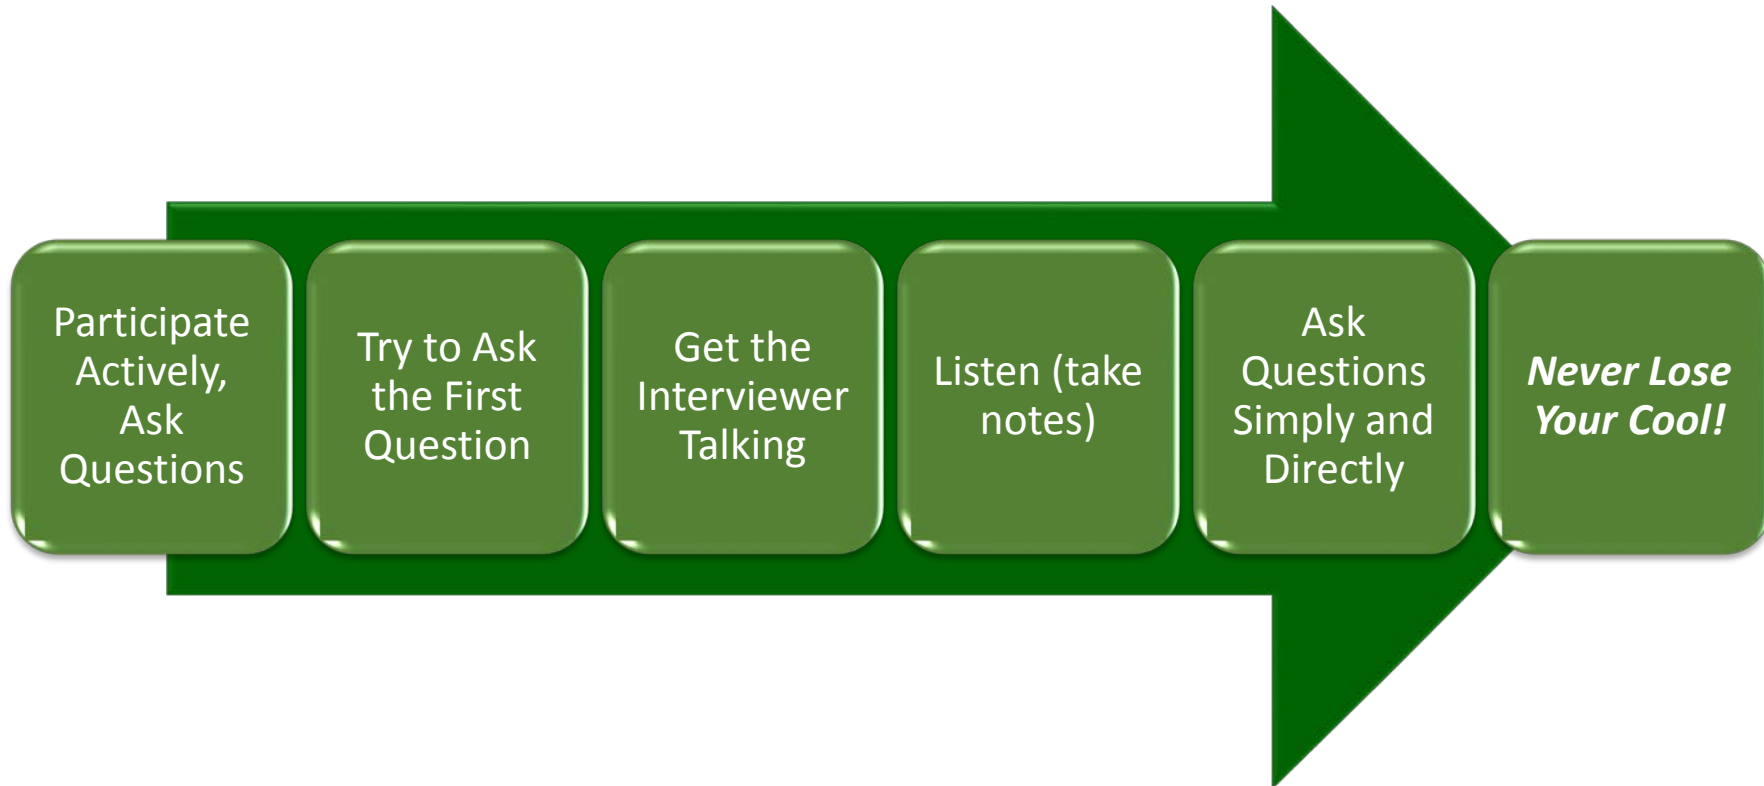 Participate
Actively,
Ask
Questions
Try to Ask
the First
Question
Get the
Interviewer
Talking
Listen (take
notes)
Ask
Questions
Simply and
Directly
Never Lose
Your Cool!